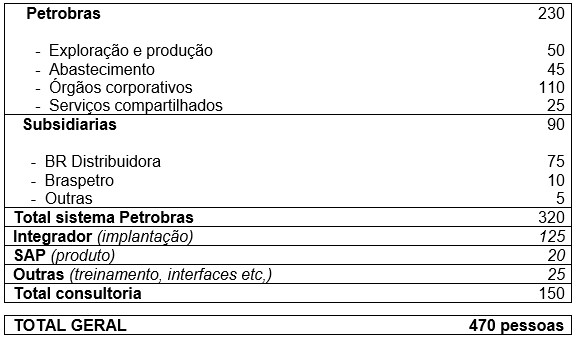 Petrobras 230
- Exploração e produção 50
- Abastecimento 45
- Órgãos corporativos 110
- Serviços compartilhados 25
Subsidiarias 90
- BR Distribuidora 75
- Braspetro 10
- Outras 5
Total sistema Petrobras 320
Integrador (implantação) 125
SAP (produto) 20
Outras (treinamento, interfaces etc,) 25
Total consultoria 150
TOTAL GERAL 470 pessoas